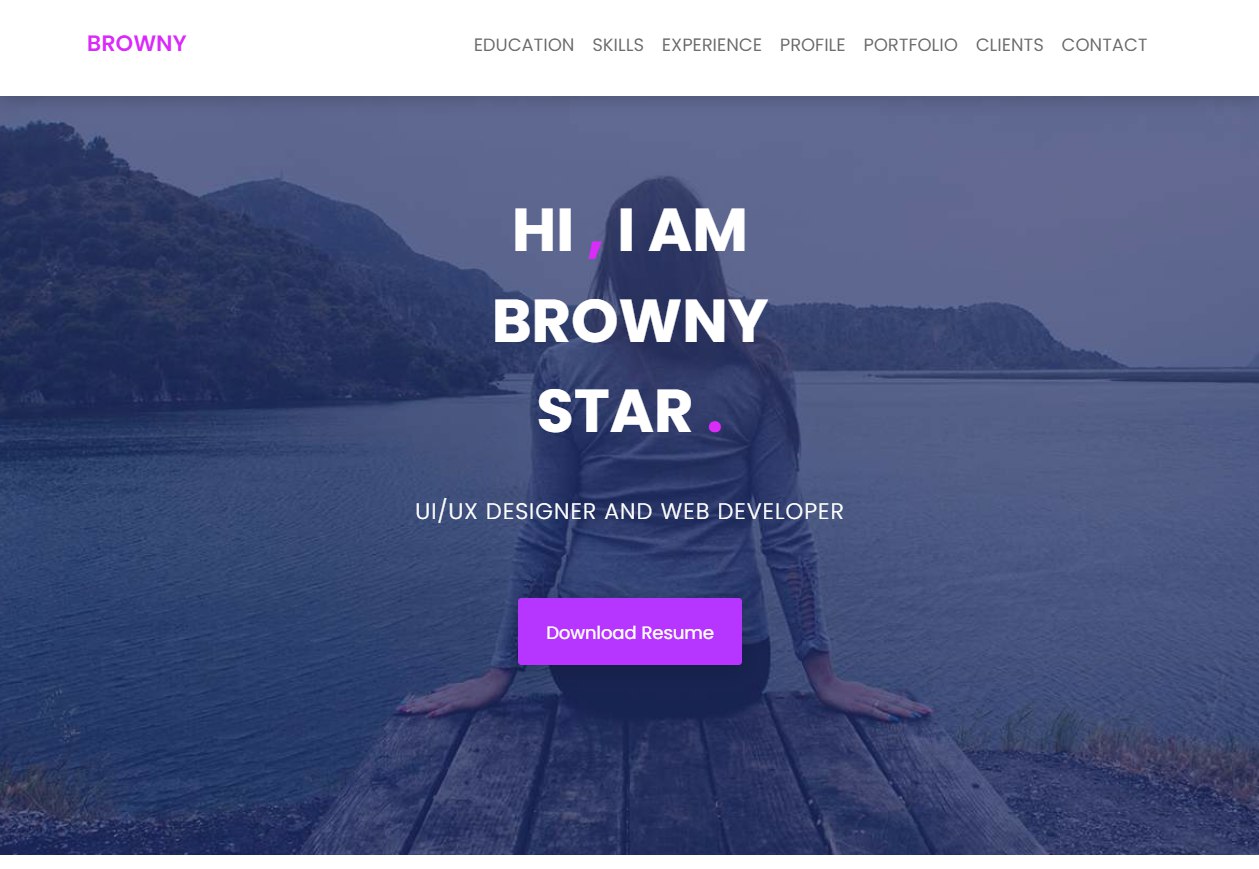 BROWNY
EDUCATION SKILLS EXPERIENCE PROFILE PORTFOLIO CLIENTS CONTACT
HI , I AM
BROWNY
STAR .
UI/UX DESIGNER AND WEB DEVELOPER
Download Resume